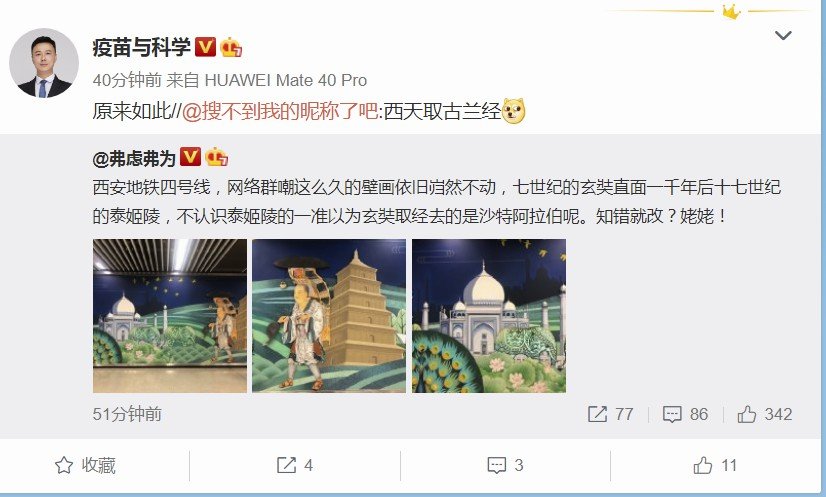 疫苗与科学
40分钟前 来自 HUAWEI Mate 40 Pro
原来如此//@搜不到我的昵称了吧:西天取古兰经
@弗虑弗为
西安地铁四号线，网络群嘲这么久的壁画依旧岿然不动，七世纪的玄奘直面一千年后十七世纪
的泰姬陵，不认识泰姬陵的一准以为玄奘取经去的是沙特阿拉伯呢。知错就改？姥姥！
51分钟前 77 86 342
收藏 4 3 11